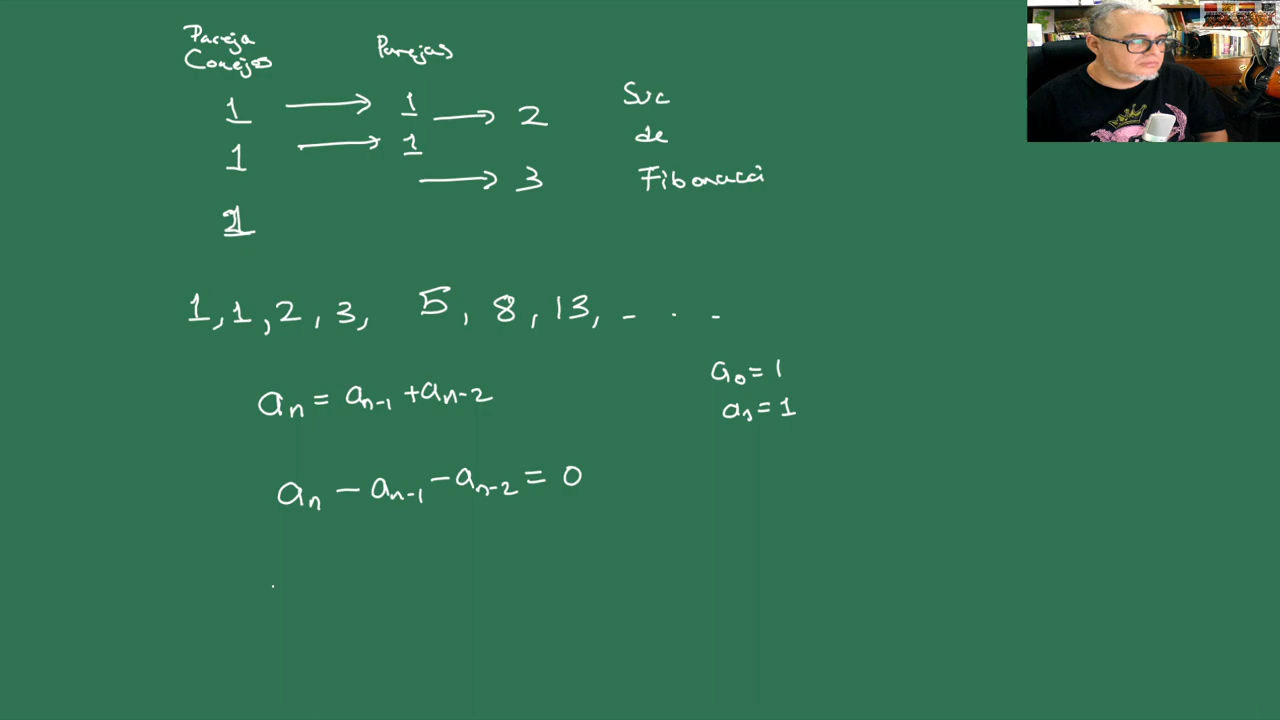 Pareja
Conejos
Parejas
1 → 1 → 2
1 → 1
→ 3
1
Suc
de
Fibonacci
1, 1, 2, 3, 5, 8, 13, - . -
aₙ = aₙ₋₁ + aₙ₋₂
a₀ = 1
a₁ = 1
aₙ - aₙ₋₁ - aₙ₋₂ = 0